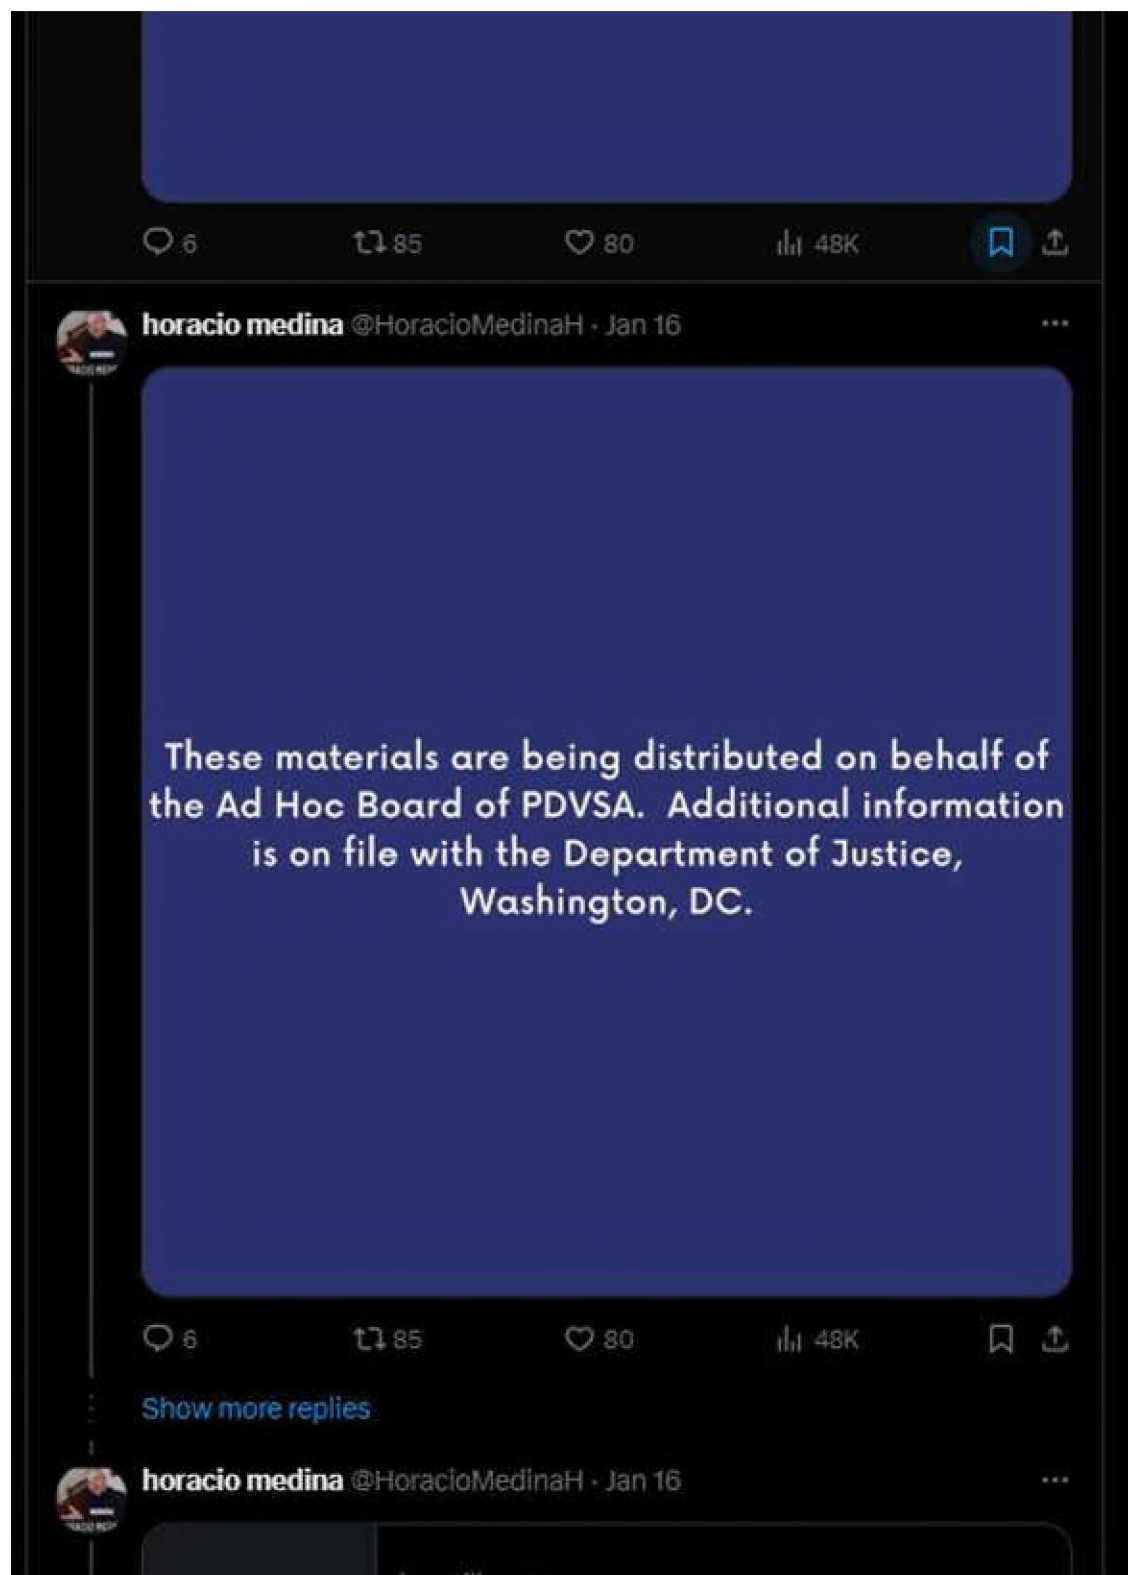 6 85 80 48K
horacio medina @HoracioMedinaH · Jan 16
These materials are being distributed on behalf of
the Ad Hoc Board of PDVSA. Additional information
is on file with the Department of Justice,
Washington, DC.
6 85 80 48K
Show more replies
horacio medina @HoracioMedinaH · Jan 16